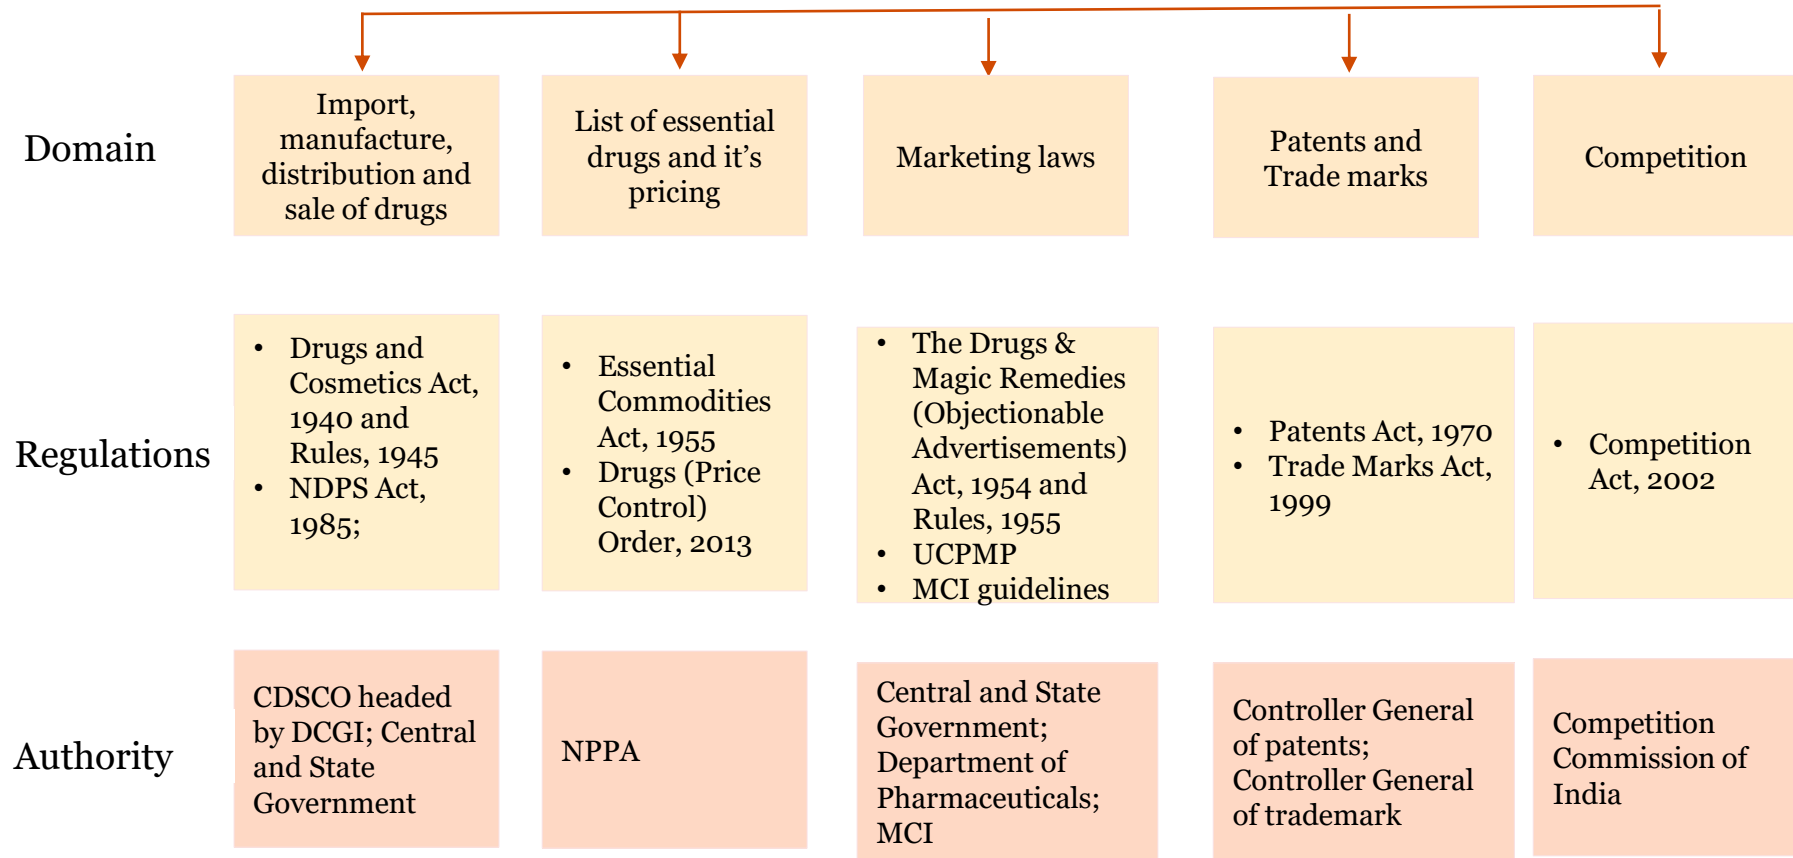 Domain
Import,
manufacture,
distribution and
sale of drugs
List of essential
drugs and it’s
pricing
Marketing laws
Patents and
Trade marks
Competition
Regulations
• Drugs and
Cosmetics Act,
1940 and
Rules, 1945
• NDPS Act,
1985;
• Essential
Commodities
Act, 1955
• Drugs (Price
Control)
Order, 2013
• The Drugs &
Magic Remedies
(Objectionable
Advertisements)
Act, 1954 and
Rules, 1955
• UCPMP
• MCI guidelines
• Patents Act, 1970
• Trade Marks Act,
1999
• Competition
Act, 2002
Authority
CDSCO headed
by DCGI; Central
and State
Government
NPPA
Central and State
Government;
Department of
Pharmaceuticals;
MCI
Controller General
of patents;
Controller General
of trademark
Competition
Commission of
India